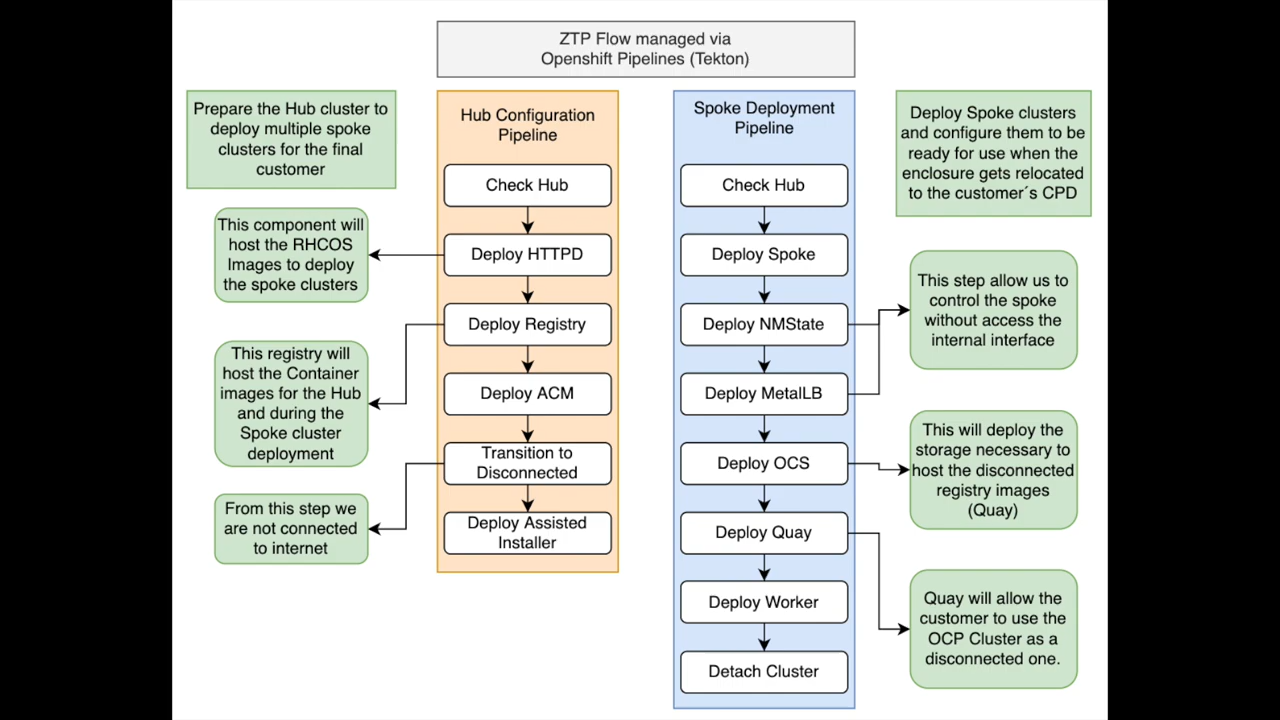 ZTP Flow managed via
Openshift Pipelines (Tekton)
Prepare the Hub cluster to
deploy multiple spoke
clusters for the final
customer
This component will
host the RHCOS
Images to deploy
the spoke clusters
This registry will
host the Container
images for the Hub
and during the
Spoke cluster
deployment
From this step we
are not connected
to internet
Hub Configuration
Pipeline
Check Hub
Deploy HTTPD
Deploy Registry
Deploy ACM
Transition to
Disconnected
Deploy Assisted
Installer
Spoke Deployment
Pipeline
Check Hub
Deploy Spoke
Deploy NMState
Deploy MetalLB
Deploy OCS
Deploy Quay
Deploy Worker
Detach Cluster
Deploy Spoke clusters
and configure them to be
ready for use when the
enclosure gets relocated
to the customer´s CPD
This step allow us to
control the spoke
without access the
internal interface
This will deploy the
storage necessary to
host the disconnected
registry images
(Quay)
Quay will allow the
customer to use the
OCP Cluster as a
disconnected one.